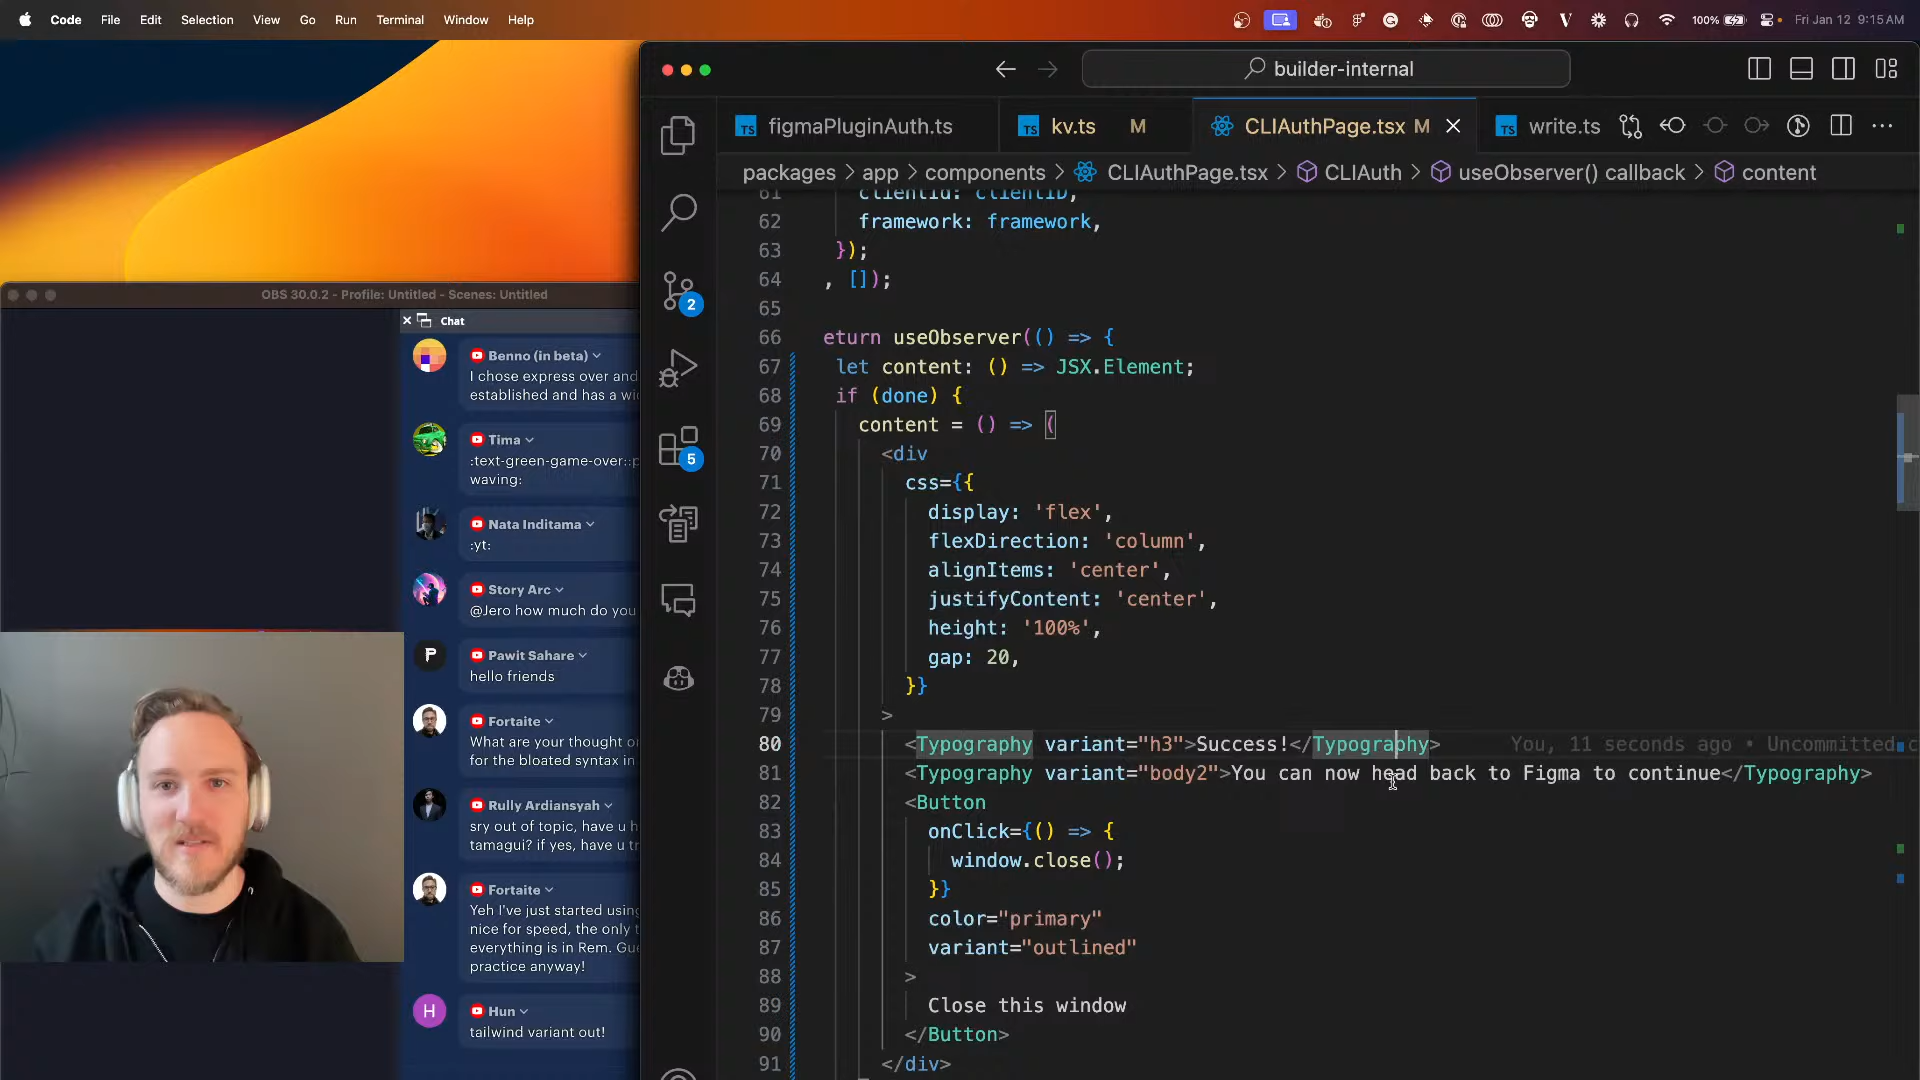 Code File Edit Selection View Go Run Terminal Window Help
100% Fri Jan 12 9:15 AM
builder-internal
figmaPluginAuth.ts
kv.ts M
CLIAuthPage.tsx M
write.ts
packages > app > components > CLIAuthPage.tsx > CLIAuth > useObserver() callback > content
OBS 30.0.2 - Profile: Untitled - Scenes: Untitled
Chat
Benno (in beta)
I chose express over and
established and has a wi
Tima
:text-green-game-over::p
waving:
Nata Inditama
:yt:
Story Arc
@Jero how much do you
Pawit Sahare
hello friends
Fortaite
What are your thought o
for the bloated syntax in
Rully Ardiansyah
sry out of topic, have u h
tamagui? if yes, have u tr
Fortaite
Yeh I've just started using
nice for speed, the only t
everything is in Rem. Gue
practice anyway!
H
Hun
tailwind variant out!
P
2
5
61 clientId: clientID,
62 framework: framework,
63 });
64 , []);
65
66 eturn useObserver(() => {
67 let content: () => JSX.Element;
68 if (done) {
69 content = () => (
70 <div
71 css={{
72 display: 'flex',
73 flexDirection: 'column',
74 alignItems: 'center',
75 justifyContent: 'center',
76 height: '100%',
77 gap: 20,
78 }}
79 >
80 <Typography variant="h3">Success!</Typography> You, 11 seconds ago • Uncommitted c
81 <Typography variant="body2">You can now head back to Figma to continue</Typography>
82 <Button
83 onClick={() => {
84 window.close();
85 }}
86 color="primary"
87 variant="outlined"
88 >
89 Close this window
90 </Button>
91 </div>